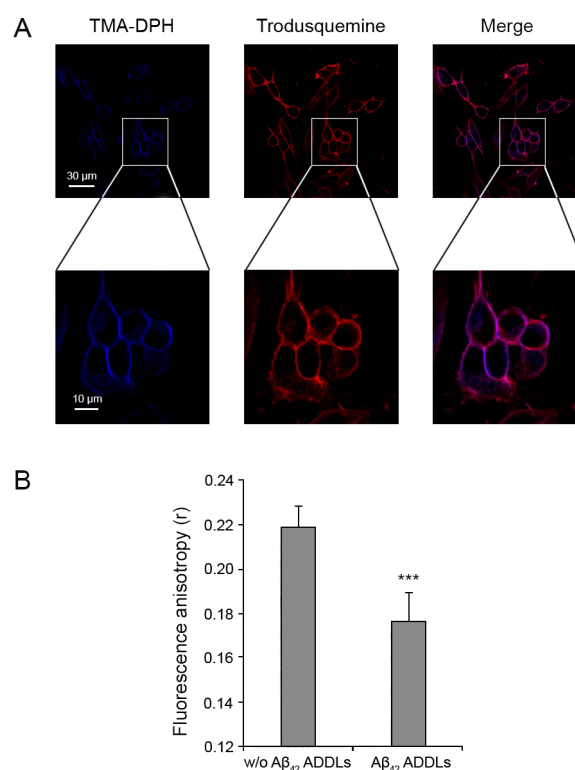 A
TMA-DPH Trodusquemine Merge
30 µm
10 µm
B
Fluorescence anisotropy (r)
0.24
0.22
0.20
0.18
0.16
0.14
0.12
***
w/o Aβ₄₂ ADDLs Aβ₄₂ ADDLs